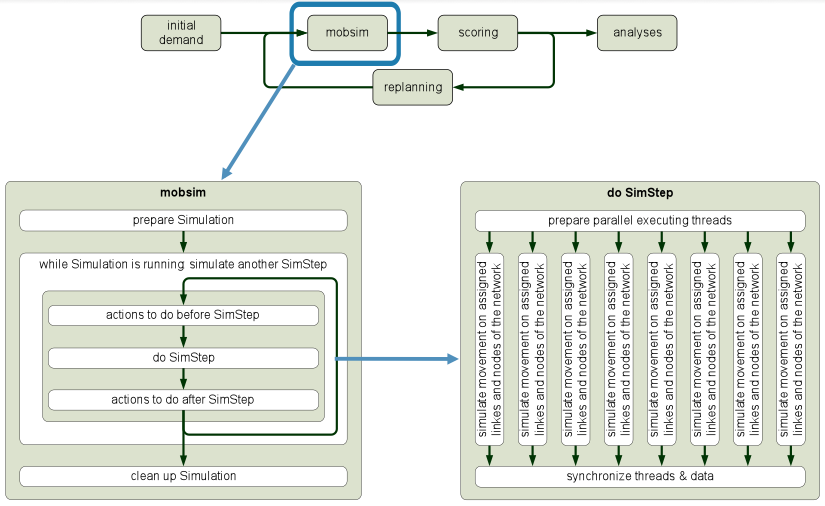 initial
demand
mobsim
scoring
analyses
replanning
mobsim
prepare Simulation
while Simulation is running simulate another SimStep
actions to do before SimStep
do SimStep
actions to do after SimStep
clean up Simulation
do SimStep
prepare parallel executing threads
simulate movement on assigned
linkes and nodes of the network
simulate movement on assigned
linkes and nodes of the network
simulate movement on assigned
linkes and nodes of the network
simulate movement on assigned
linkes and nodes of the network
simulate movement on assigned
linkes and nodes of the network
simulate movement on assigned
linkes and nodes of the network
simulate movement on assigned
linkes and nodes of the network
simulate movement on assigned
linkes and nodes of the network
synchronize threads & data